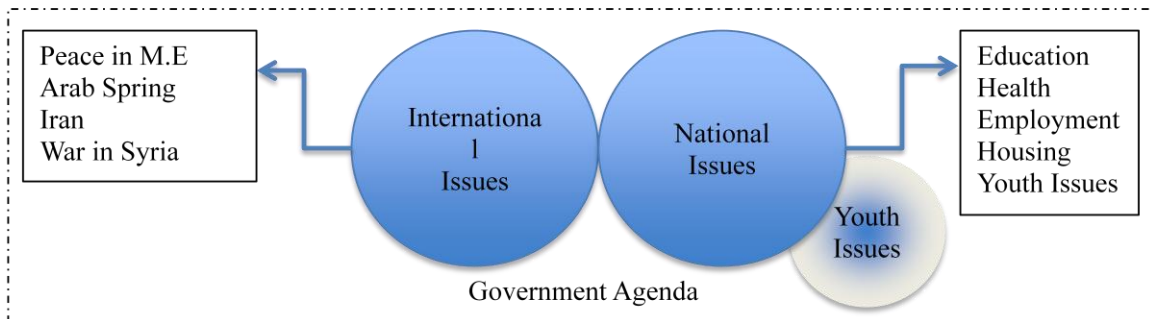 Peace in M.E
Arab Spring
Iran
War in Syria
Internationa
l
Issues
National
Issues
Youth
Issues
Education
Health
Employment
Housing
Youth Issues
Government Agenda